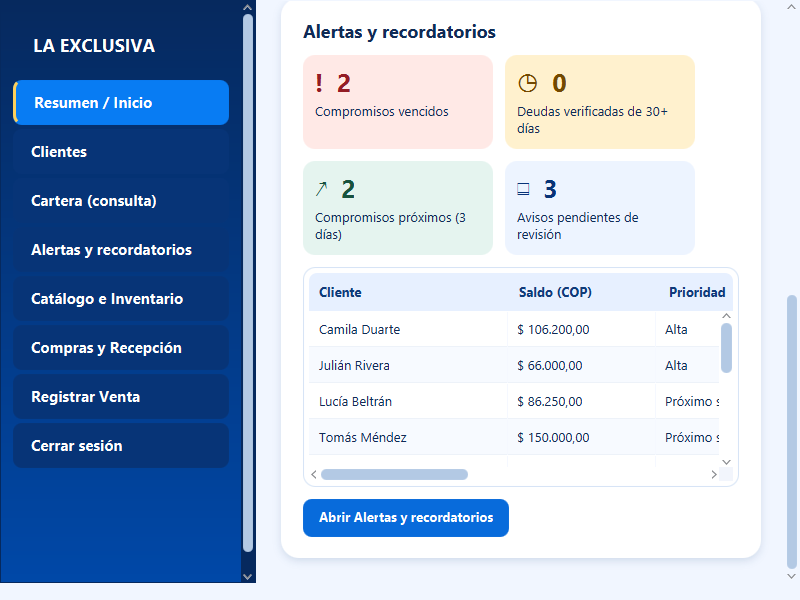 LA EXCLUSIVA
Resumen / Inicio
Clientes
Cartera (consulta)
Alertas y recordatorios
Catálogo e Inventario
Compras y Recepción
Registrar Venta
Cerrar sesión
Alertas y recordatorios
! 2
Compromisos vencidos
0
Deudas verificadas de 30+
días
2
Compromisos próximos (3
días)
3
Avisos pendientes de
revisión
Cliente Saldo (COP) Prioridad
Camila Duarte $ 106.200,00 Alta
Julián Rivera $ 66.000,00 Alta
Lucía Beltrán $ 86.250,00 Próximo s
Tomás Méndez $ 150.000,00 Próximo s
Abrir Alertas y recordatorios